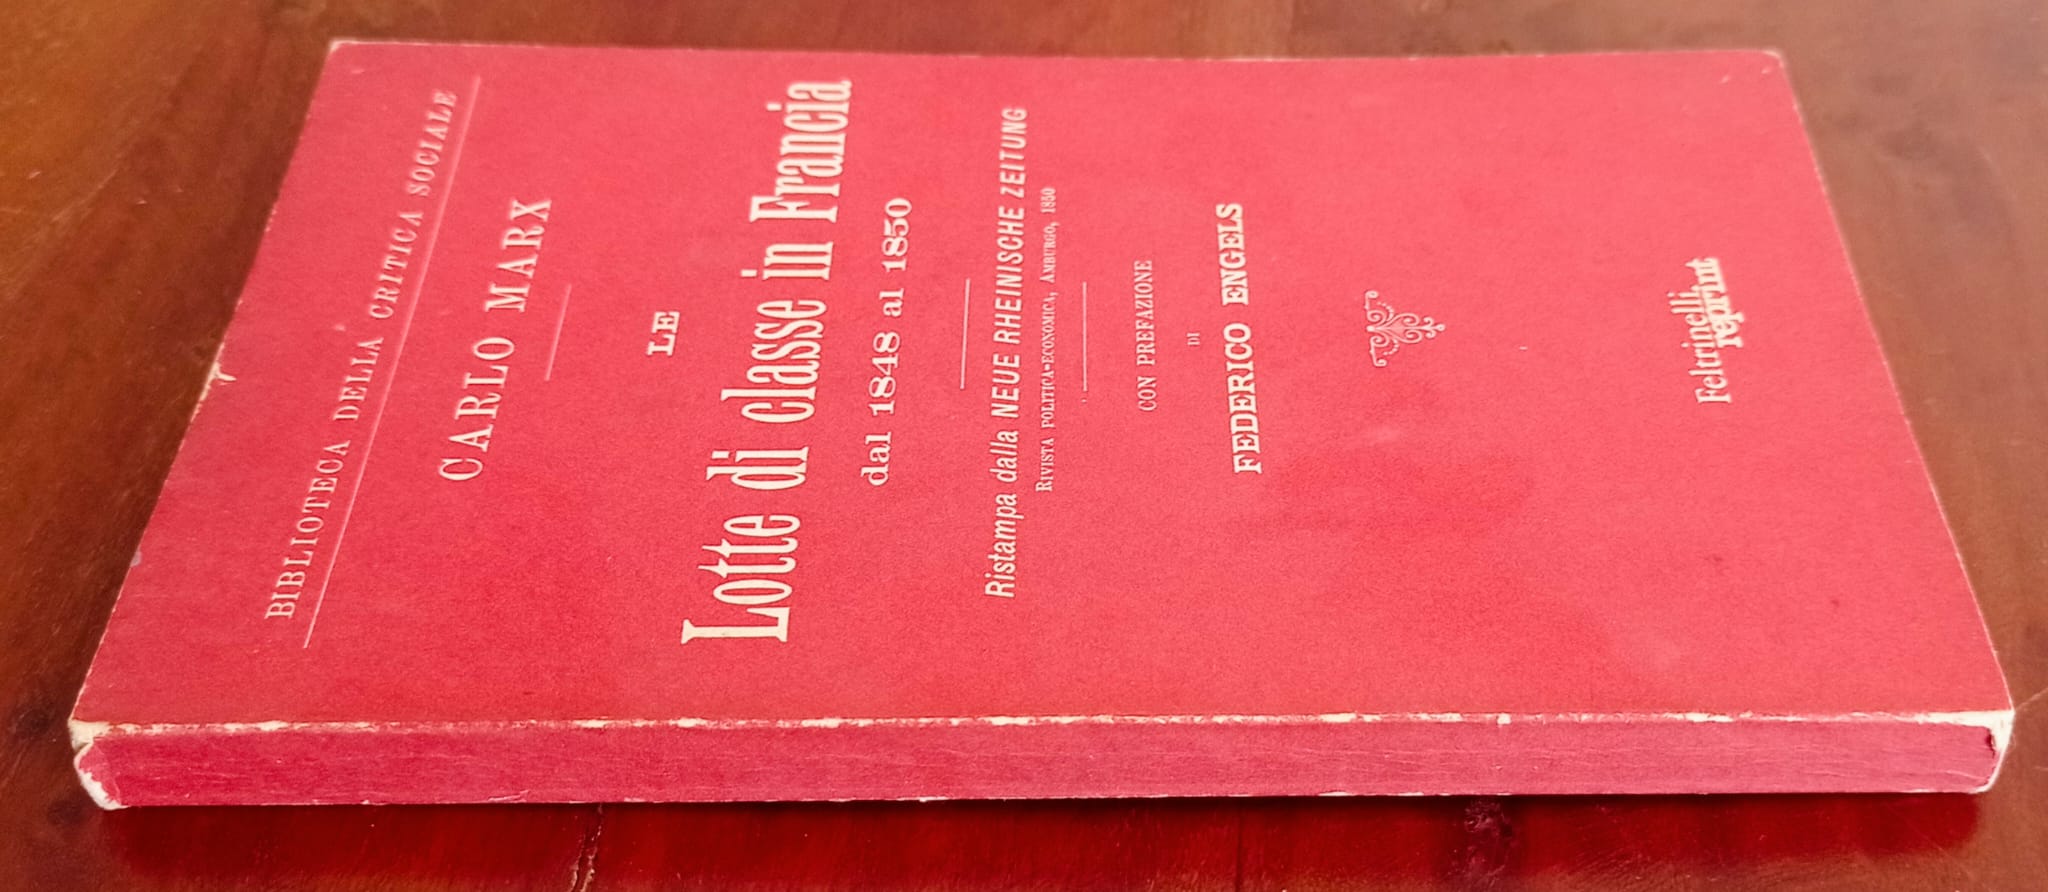 BIBLIOTECA DELLA CRITICA SOCIALE
CARLO MARX
LE
Lotte di classe in Francia
dal 1848 al 1850
Ristampa dalla NEUE RHEINISCHE ZEITUNG
RIVISTA POLITICA-ECONOMICA, AMBURGO, 1850
CON PREFAZIONE
DI
FEDERICO ENGELS
Feltrinelli
reprint